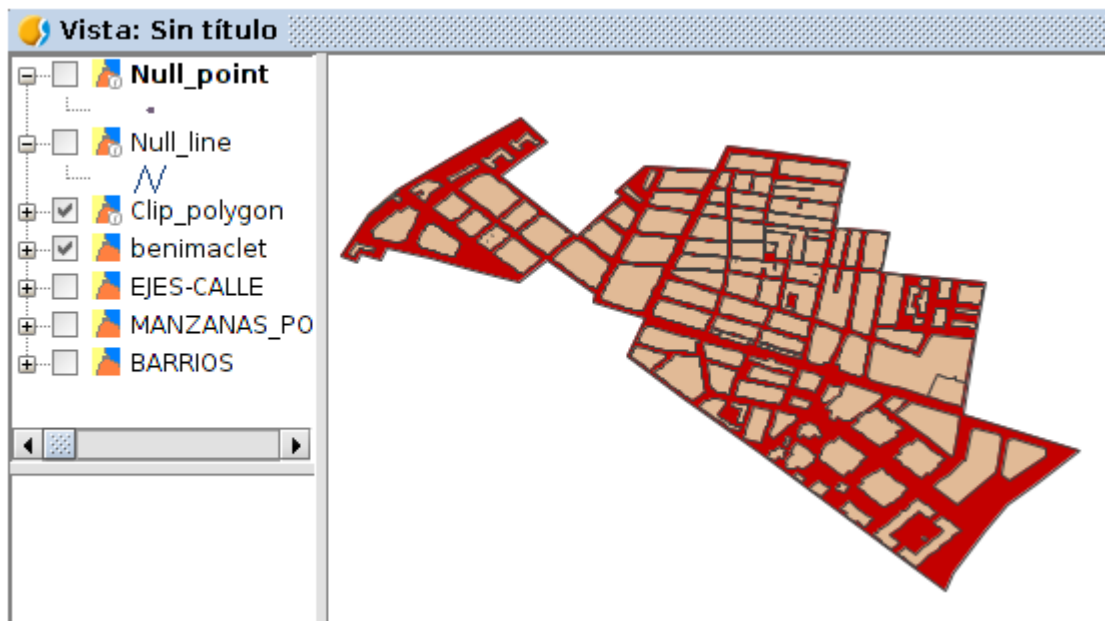 Vista: Sin título
Null_point
Null_line
Clip_polygon
benimaclet
EJES-CALLE
MANZANAS_PO
BARRIOS